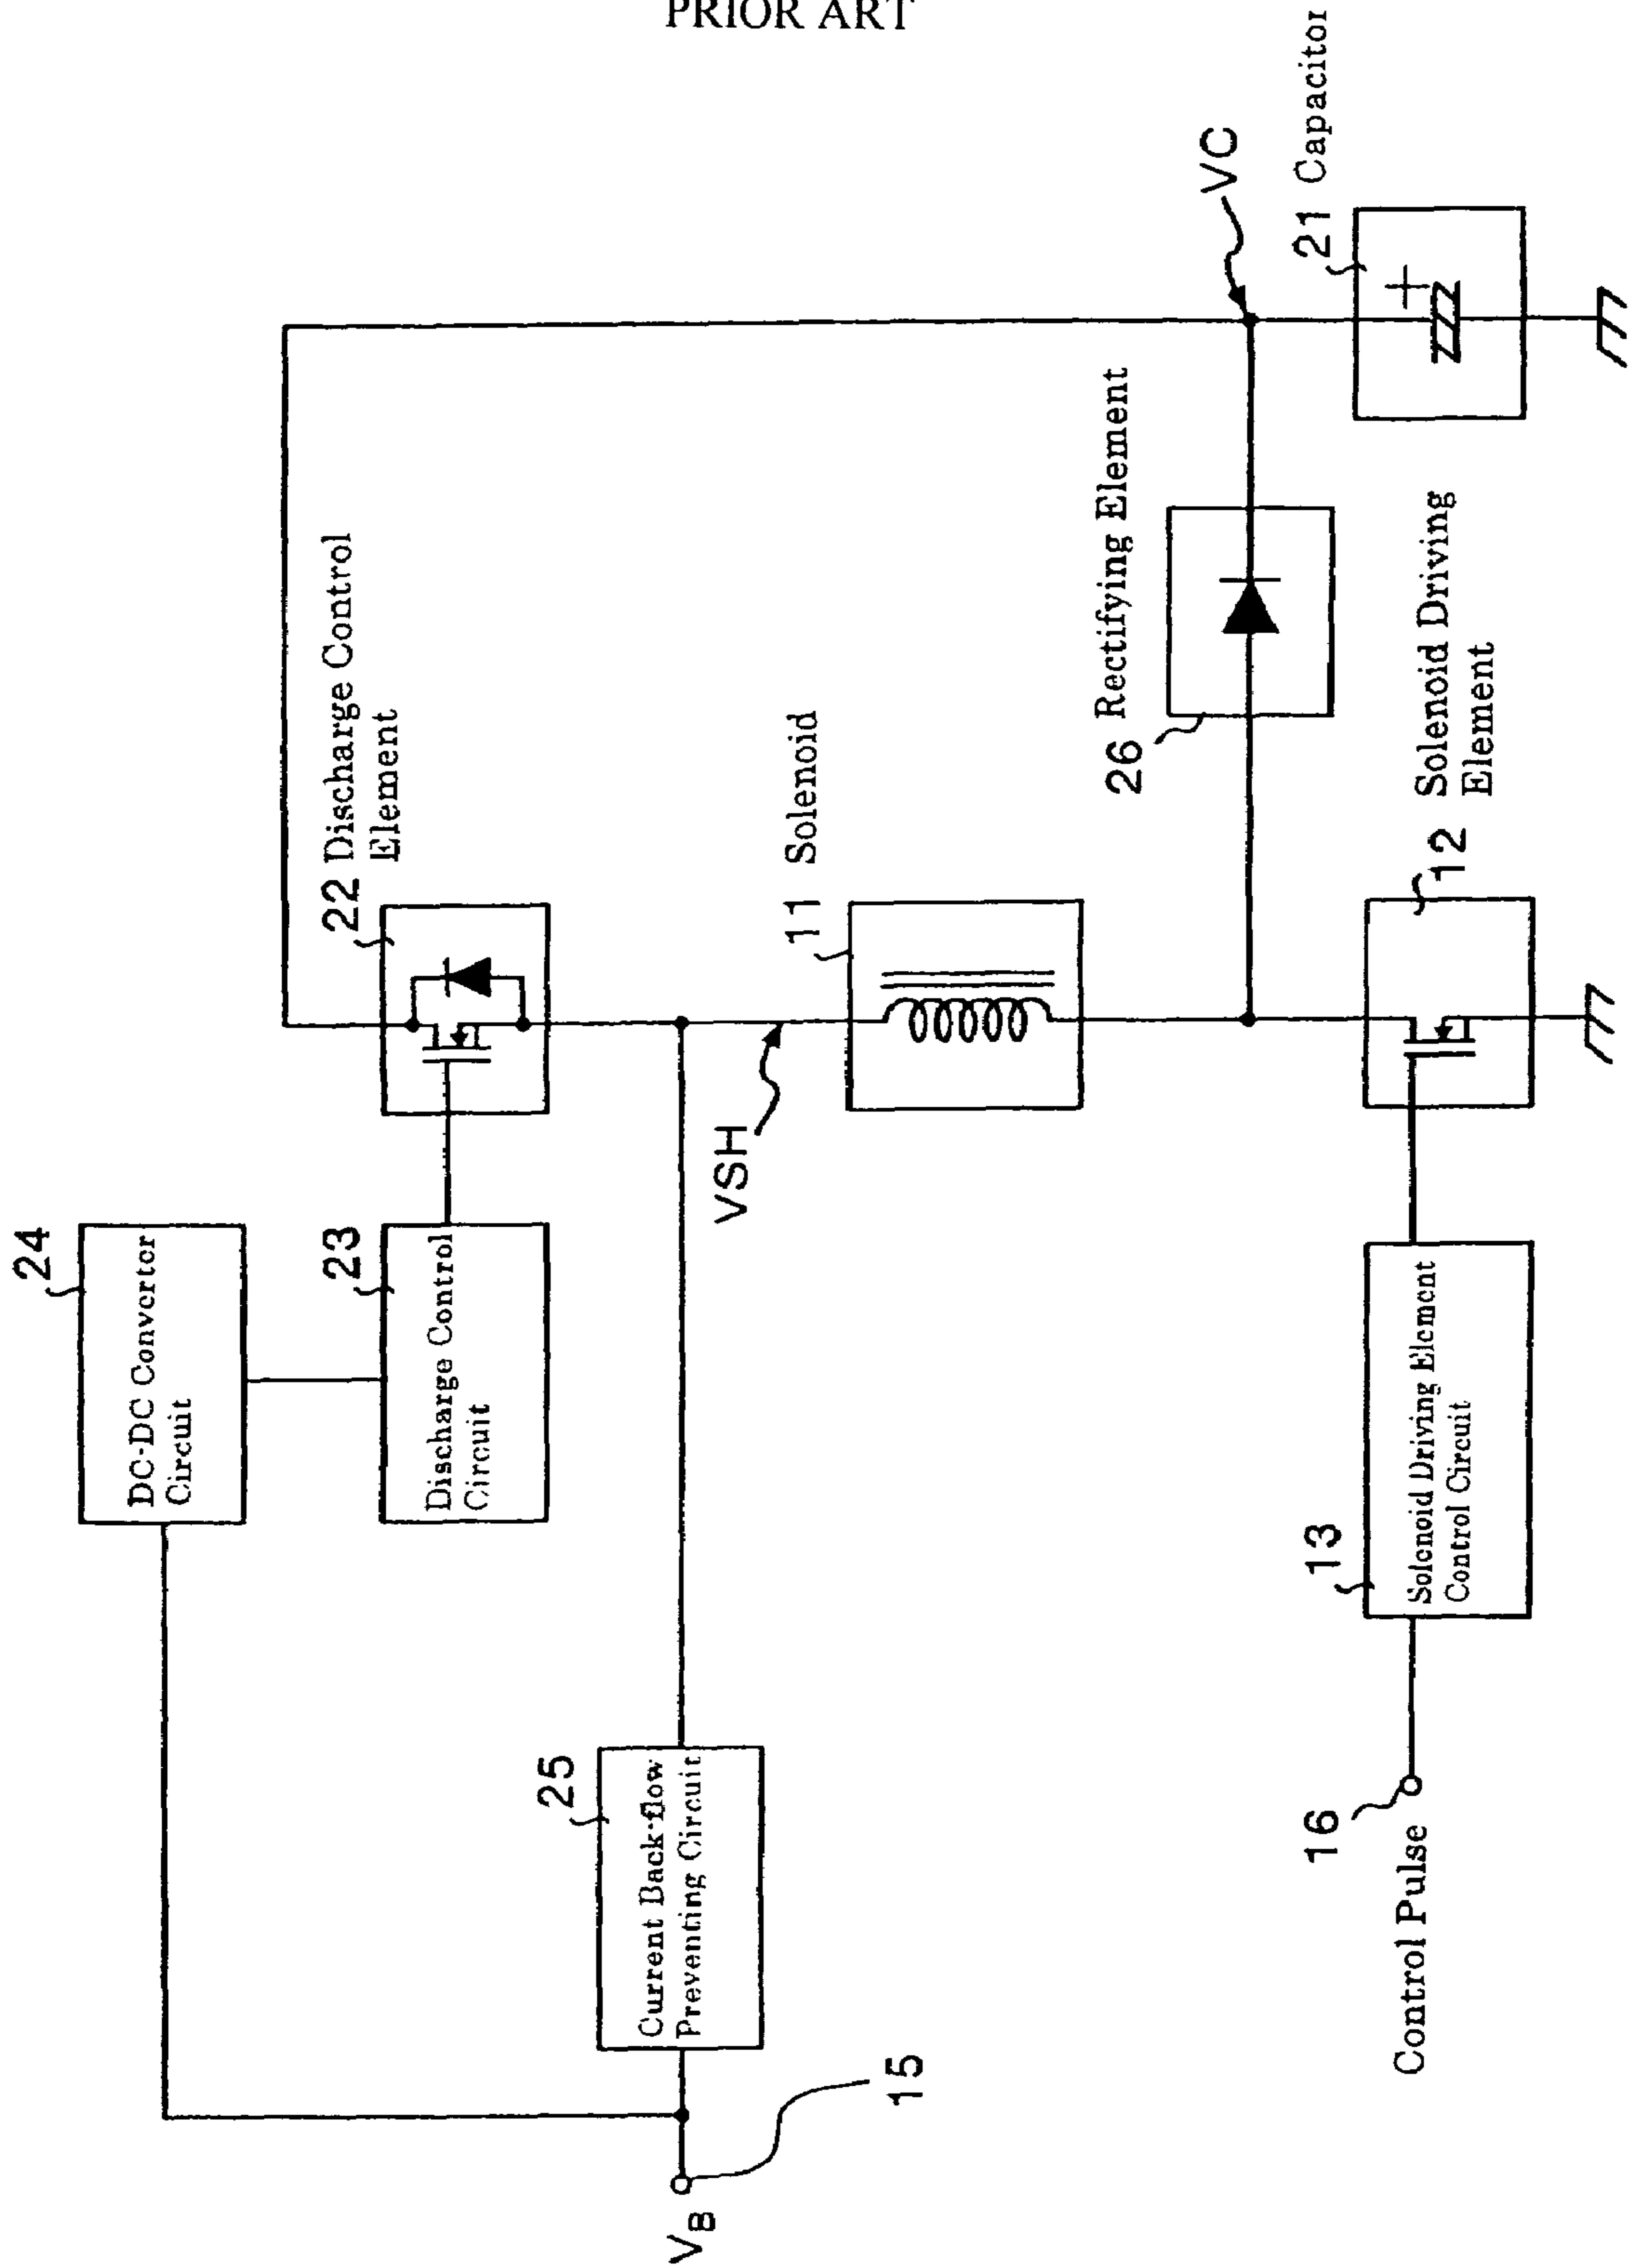 PRIOR ART
24
DC-DC Converter
Circuit
23
Discharge Control
Circuit
22 Discharge Control
Element
25
Current Back-flow
Preventing Circuit
VB
15
VSH
11 Solenoid
26 Rectifying Element
VC
21 Capacitor
12 Solenoid Driving
Element
13
Solenoid Driving Element
Control Circuit
16
Control Pulse